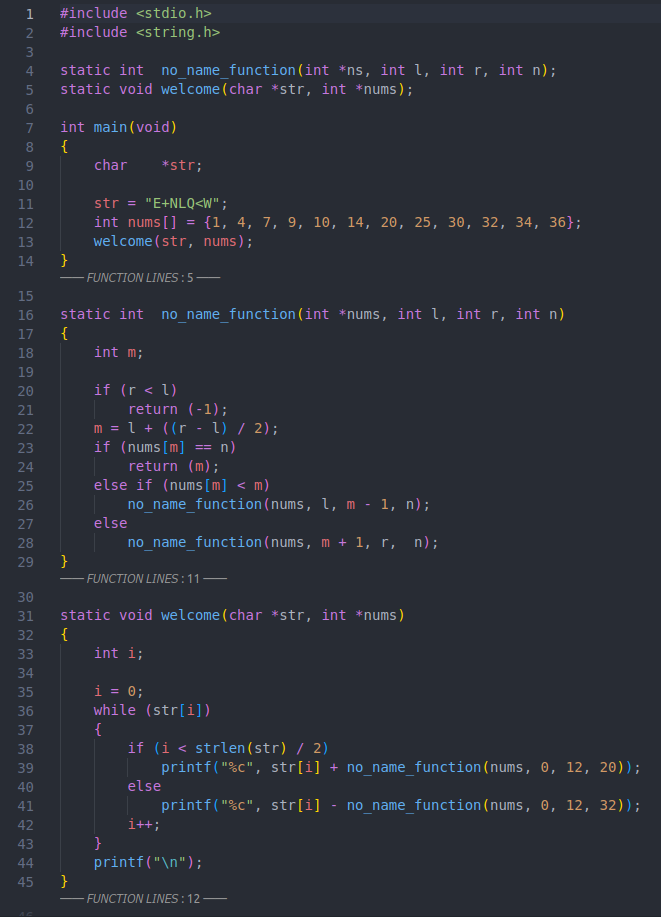 1 #include <stdio.h>
2 #include <string.h>
3
4 static int  no_name_function(int *ns, int l, int r, int n);
5 static void welcome(char *str, int *nums);
6
7 int main(void)
8 {
9     char    *str;
10
11     str = "E+NLQ<W";
12     int nums[] = {1, 4, 7, 9, 10, 14, 20, 25, 30, 32, 34, 36};
13     welcome(str, nums);
14 }
—— FUNCTION LINES : 5 ——
15
16 static int  no_name_function(int *nums, int l, int r, int n)
17 {
18     int m;
19
20     if (r < l)
21         return (-1);
22     m = l + ((r - l) / 2);
23     if (nums[m] == n)
24         return (m);
25     else if (nums[m] < m)
26         no_name_function(nums, l, m - 1, n);
27     else
28         no_name_function(nums, m + 1, r,  n);
29 }
—— FUNCTION LINES : 11 ——
30
31 static void welcome(char *str, int *nums)
32 {
33     int i;
34
35     i = 0;
36     while (str[i])
37     {
38         if (i < strlen(str) / 2)
39             printf("%c", str[i] + no_name_function(nums, 0, 12, 20));
40         else
41             printf("%c", str[i] - no_name_function(nums, 0, 12, 32));
42         i++;
43     }
44     printf("\n");
45 }
—— FUNCTION LINES : 12 ——